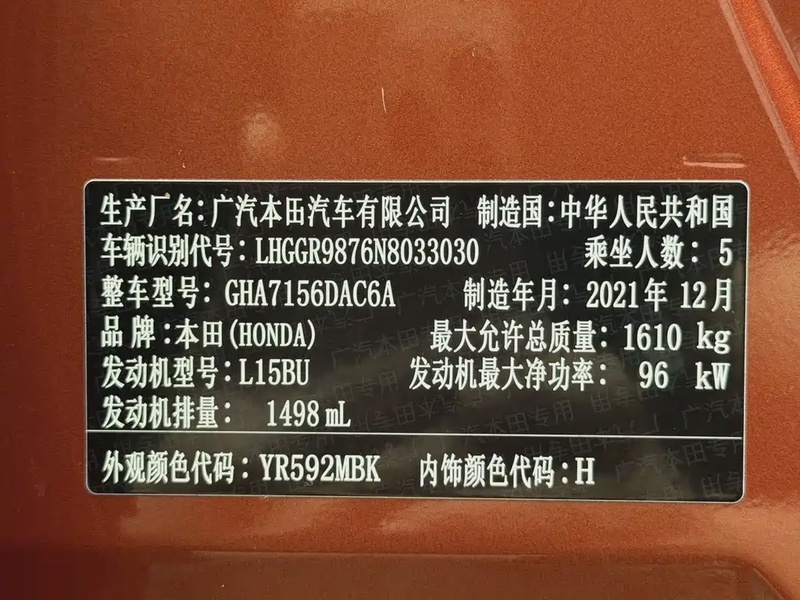 生产厂名:广汽本田汽车有限公司 制造国:中华人民共和国
车辆识别代号: LHGGR9876N8033030 乘坐人数: 5
整车型号: GHA7156DAC6A 制造年月: 2021年 12月
品 牌:本田(HONDA) 最大允许总质量: 1610 kg
发动机型号:L15BU 发动机最大净功率: 96 kW
发动机排量: 1498 mL
外观颜色代码: YR592MBK 内饰颜色代码:H